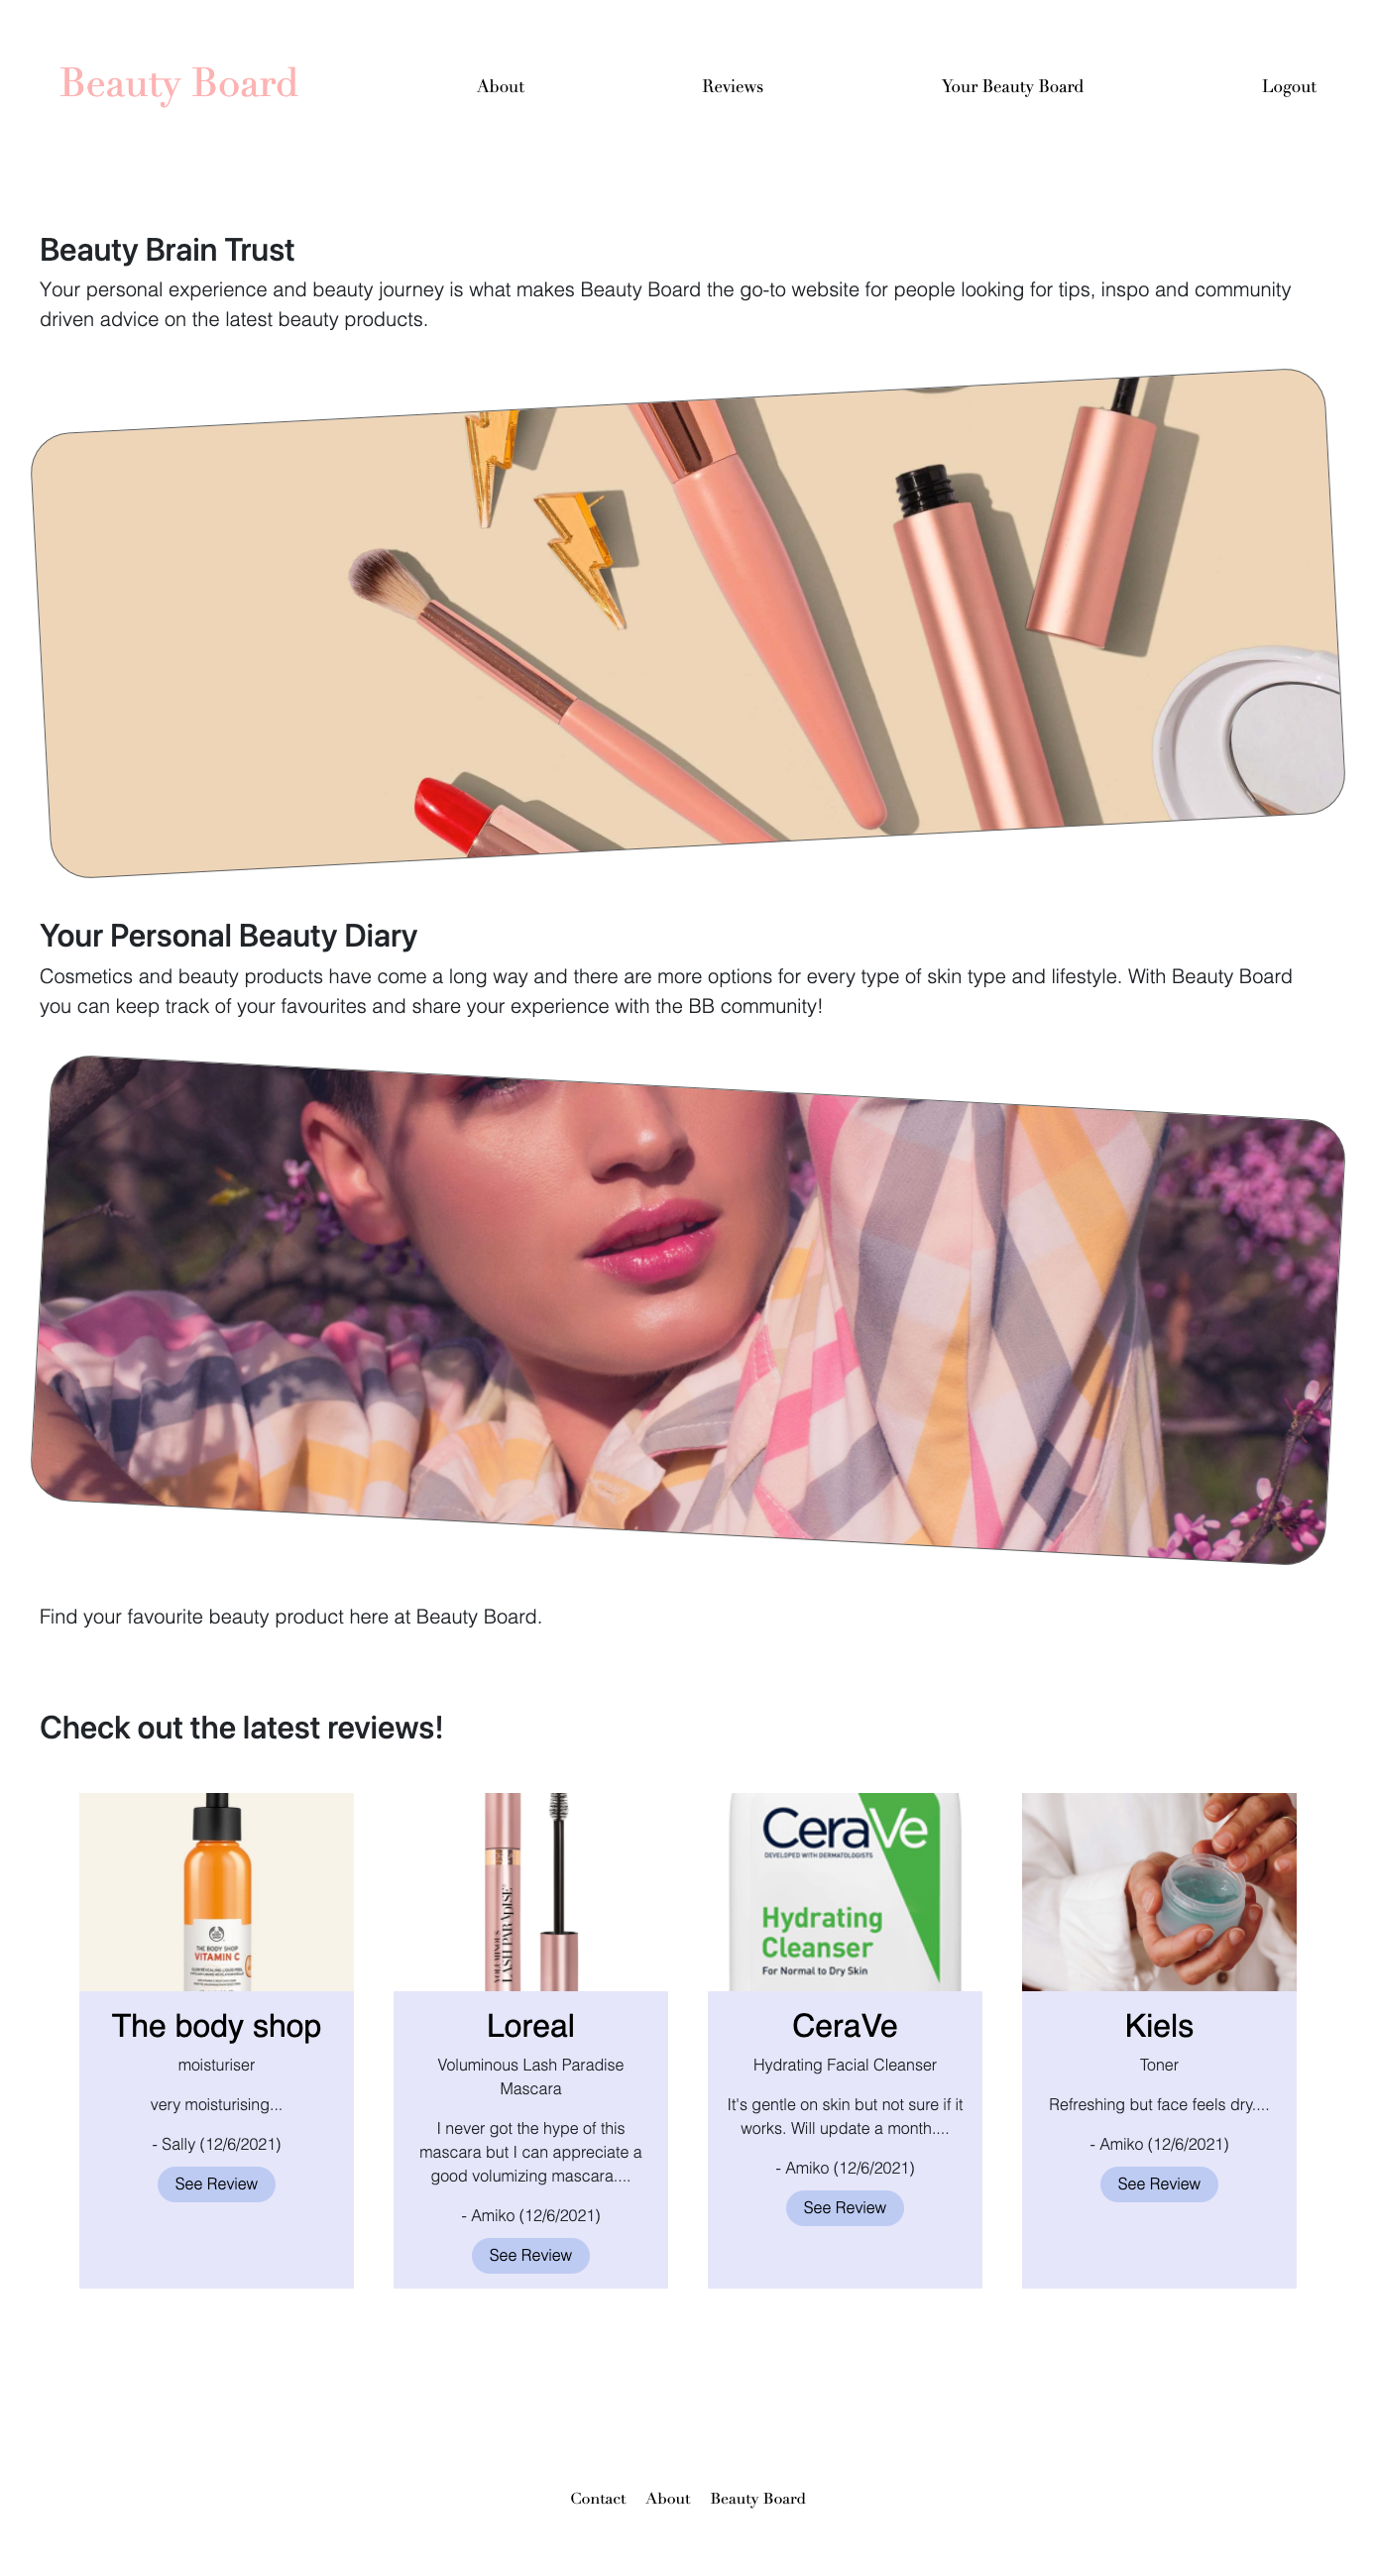 Beauty Board
About
Reviews
Your Beauty Board
Logout
Beauty Brain Trust
Your personal experience and beauty journey is what makes Beauty Board the go-to website for people looking for tips, inspo and community
driven advice on the latest beauty products.
Your Personal Beauty Diary
Cosmetics and beauty products have come a long way and there are more options for every type of skin type and lifestyle. With Beauty Board
you can keep track of your favourites and share your experience with the BB community!
Find your favourite beauty product here at Beauty Board.
Check out the latest reviews!
THE BODY SHOP
VITAMIN C
The body shop
moisturiser
very moisturising...
- Sally (12/6/2021)
See Review
VOLUMINOUS
LASH PARADISE
Loreal
Voluminous Lash Paradise
Mascara
I never got the hype of this
mascara but I can appreciate a
good volumizing mascara....
- Amiko (12/6/2021)
See Review
CeraVe
DEVELOPED WITH DERMATOLOGISTS
Hydrating
Cleanser
For Normal to Dry Skin
CeraVe
Hydrating Facial Cleanser
It's gentle on skin but not sure if it
works. Will update a month....
- Amiko (12/6/2021)
See Review
Kiels
Toner
Refreshing but face feels dry....
- Amiko (12/6/2021)
See Review
Contact
About
Beauty Board